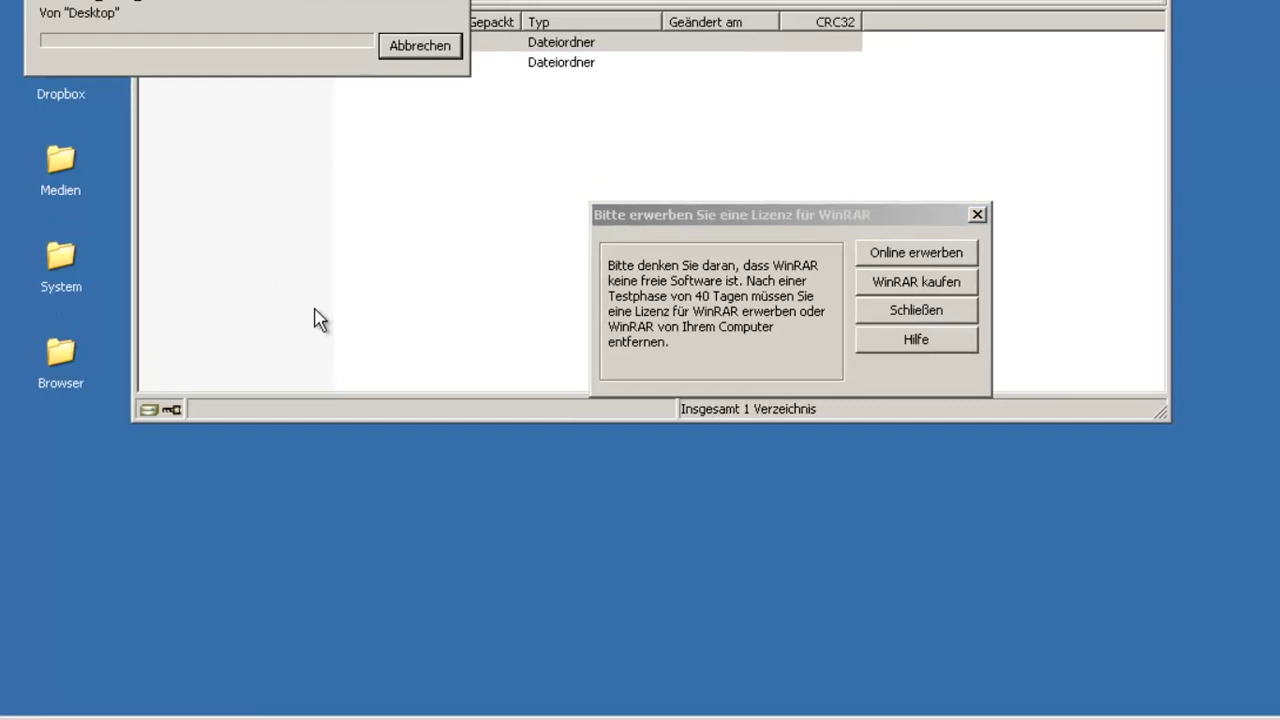 Von "Desktop"
Abbrechen
Gepackt Typ Geändert am CRC32
Dateiordner
Dateiordner
Dropbox
Medien
System
Browser
Bitte erwerben Sie eine Lizenz für WinRAR
Bitte denken Sie daran, dass WinRAR
keine freie Software ist. Nach einer
Testphase von 40 Tagen müssen Sie
eine Lizenz für WinRAR erwerben oder
WinRAR von Ihrem Computer
entfernen.
Online erwerben
WinRAR kaufen
Schließen
Hilfe
Insgesamt 1 Verzeichnis